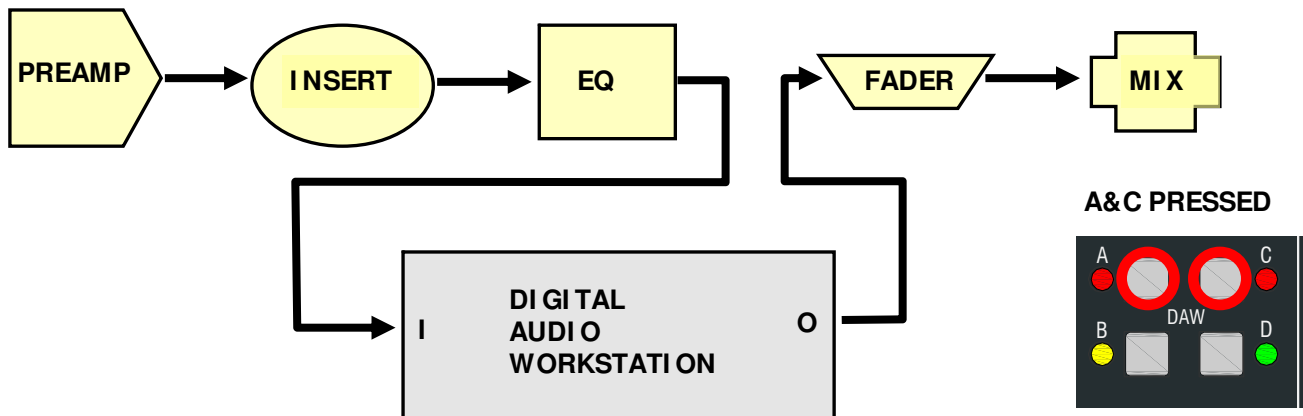 PREAMP
INSERT
EQ
FADER
MIX
A&C PRESSED
A
C
DAW
B
D
I
DIGITAL
AUDIO
WORKSTATION
O